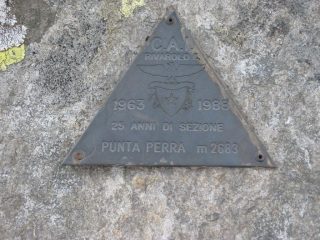 C.A.I.
RIVAROLO C.
1963 1988
25 ANNI DI SEZIONE
PUNTA PERRA m 2683